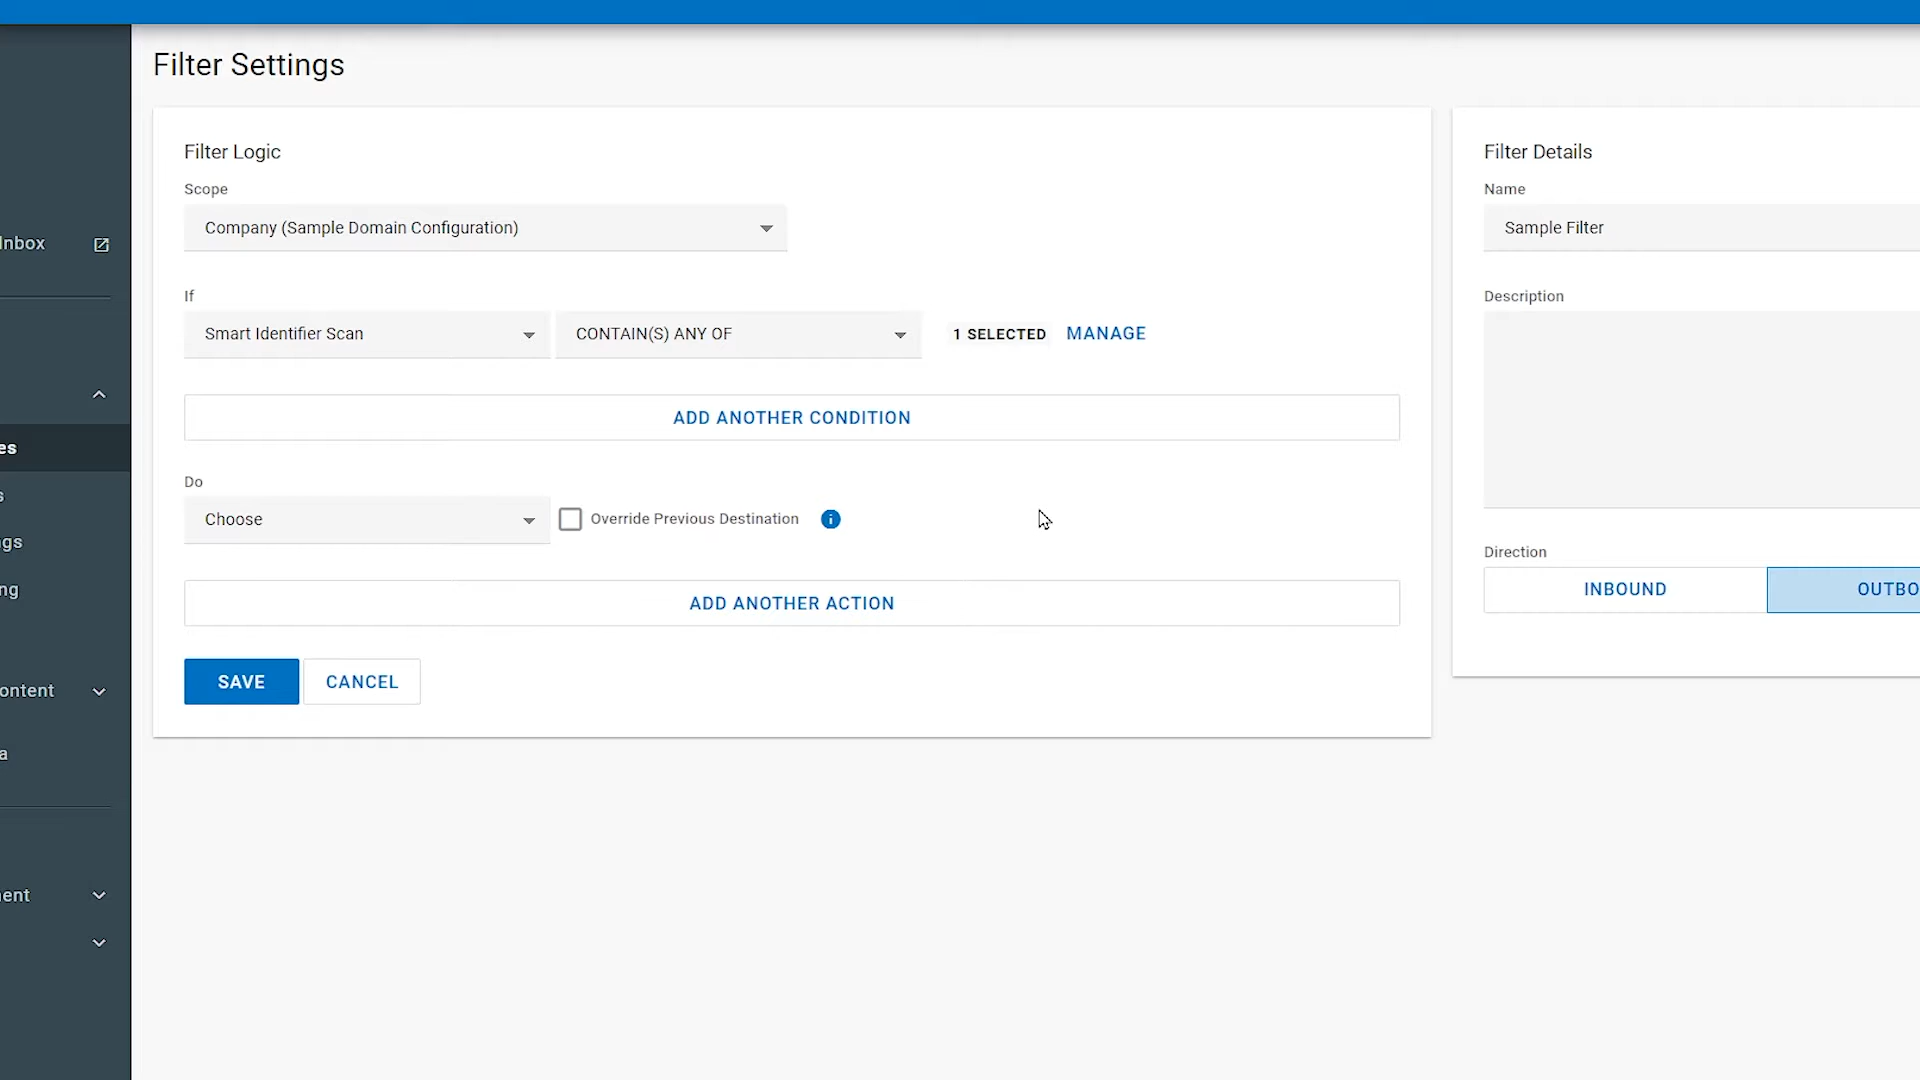 Filter Settings
Filter Logic
Scope
Company (Sample Domain Configuration)
If
Smart Identifier Scan
CONTAIN(S) ANY OF
1 SELECTED
MANAGE
ADD ANOTHER CONDITION
Do
Choose
Override Previous Destination
ADD ANOTHER ACTION
SAVE
CANCEL
Filter Details
Name
Sample Filter
Description
Direction
INBOUND
OUTBO
Inbox
es
s
gs
ng
ontent
a
ent